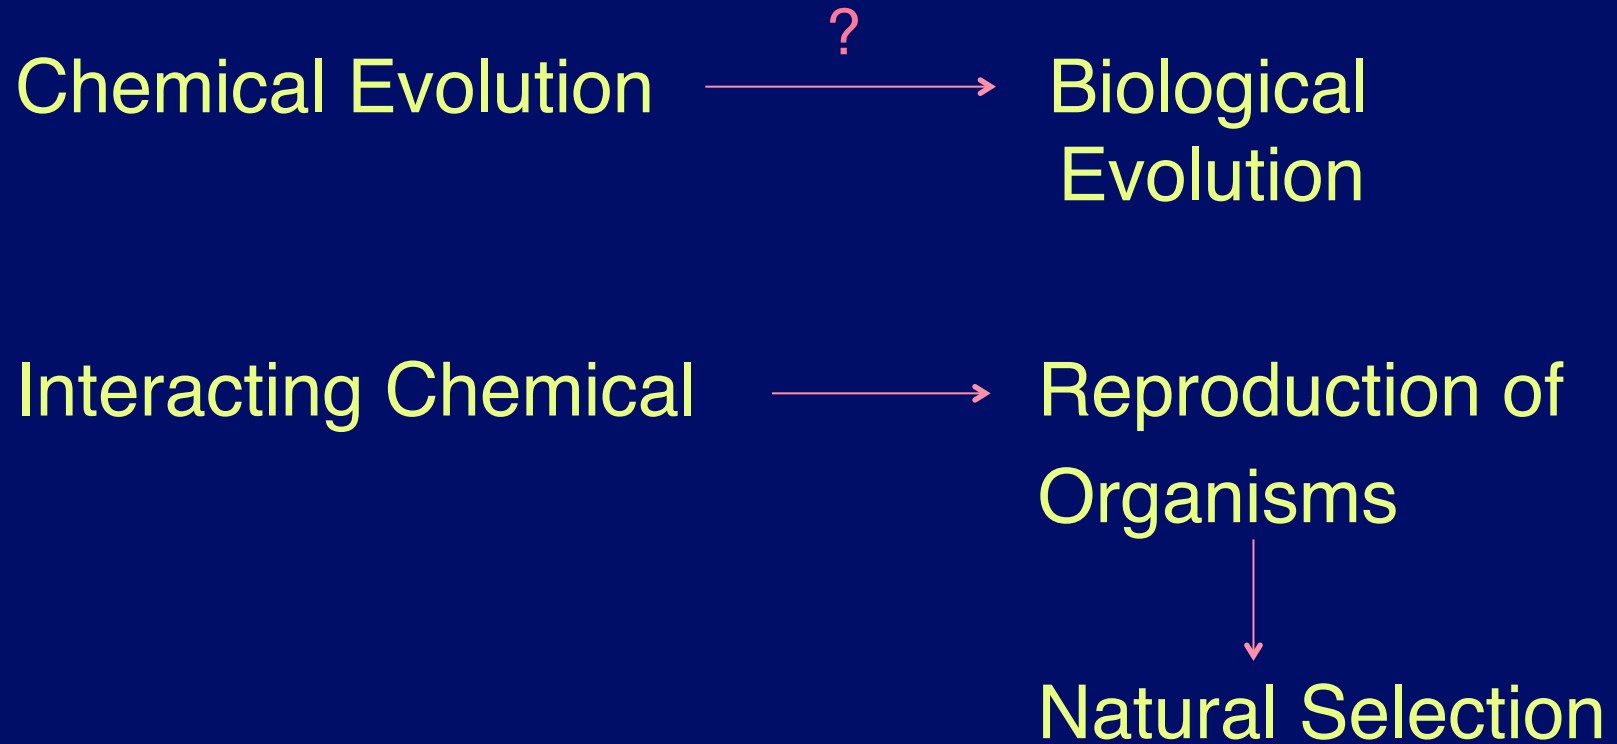 ?
Chemical Evolution Biological
Evolution
Interacting Chemical Reproduction of
Organisms
Natural Selection